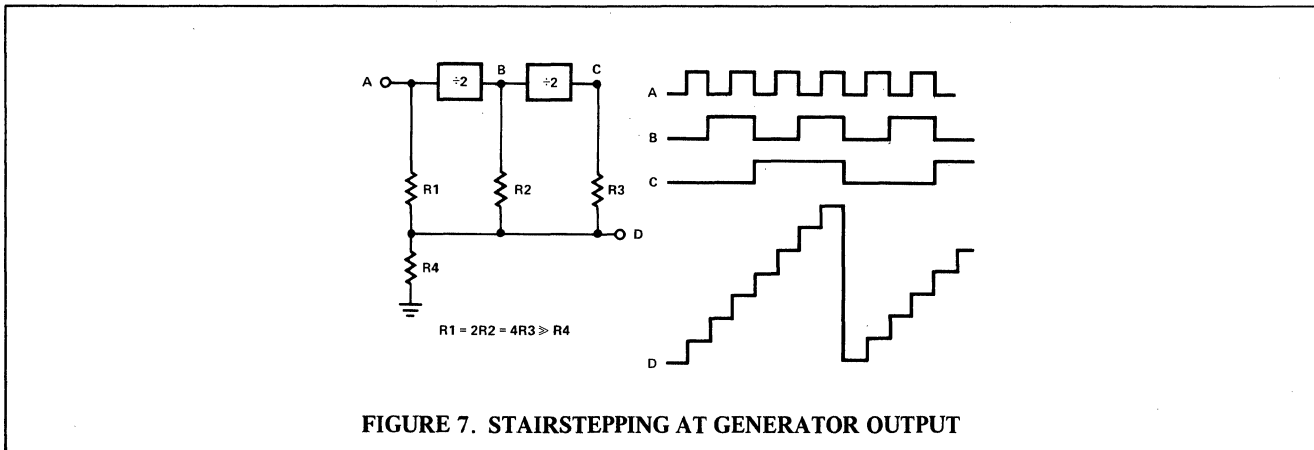 A ÷2 B ÷2 C
R1 R2 R3
D
R4
R1 = 2R2 = 4R3 ≫ R4
A
B
C
D
FIGURE 7. STAIRSTEPPING AT GENERATOR OUTPUT